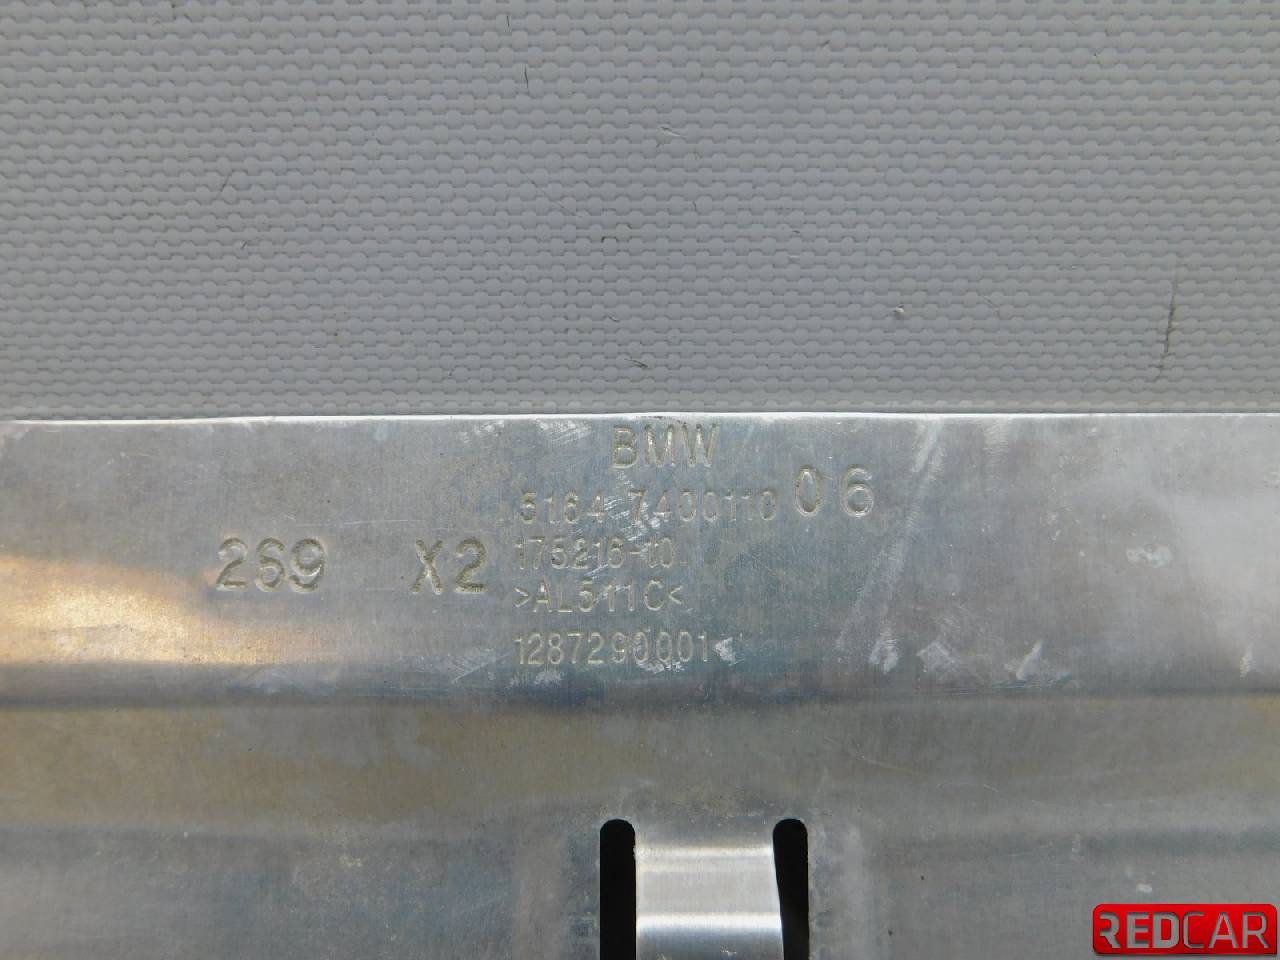 BMW
5164 7400110 06
269 X2 175216-10
>AL511C<
1287290001
REDCAR